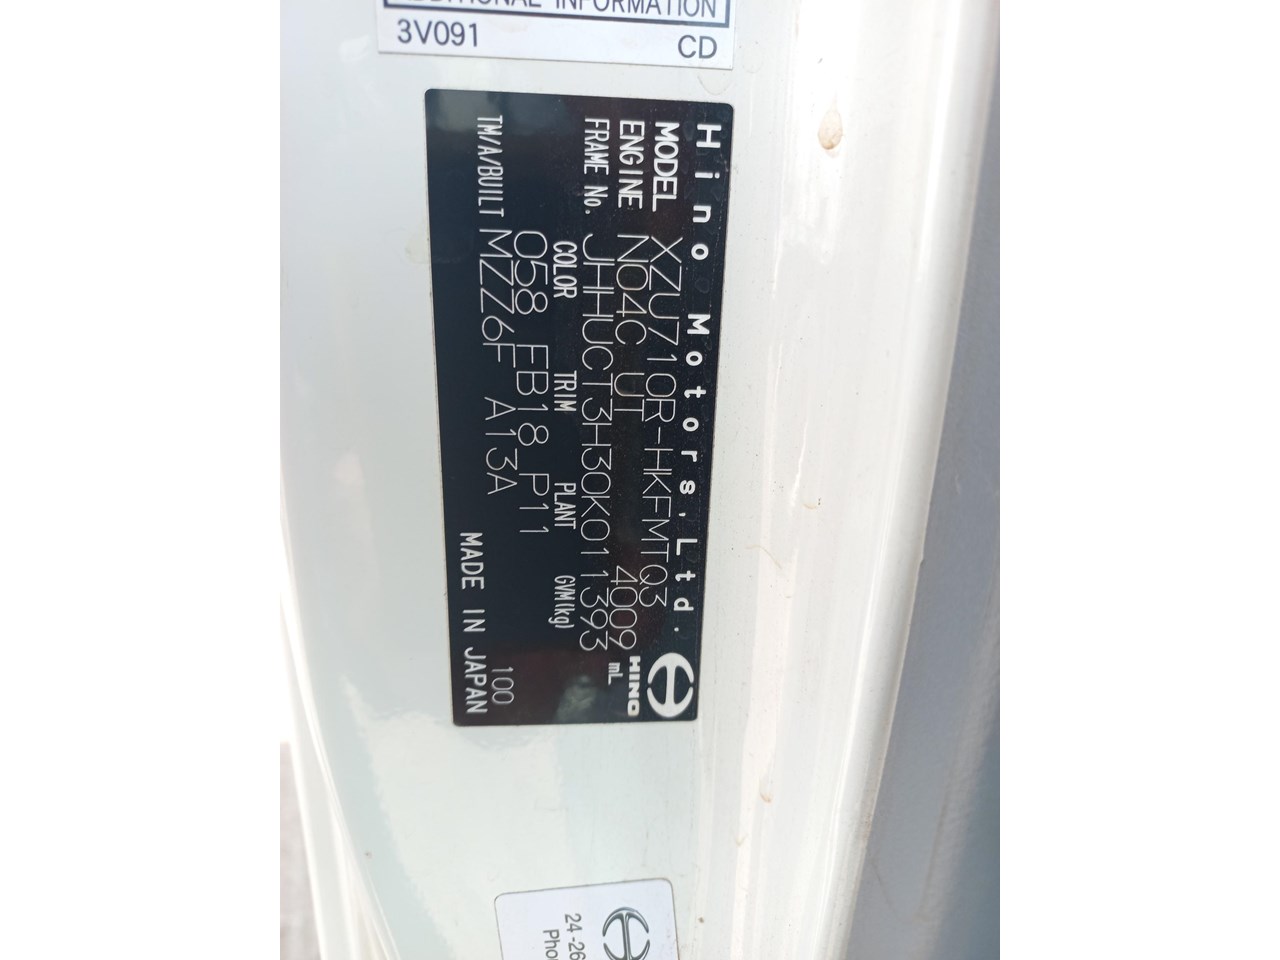 ADDITIONAL INFORMATION
3V091 CD
Hino Motors, Ltd.
MODEL XZU710R-HKFMTQ3
ENGINE N04C UT 4009 mL
HINO
FRAME No. JHHUCT3H30K011393
COLOR TRIM PLANT GVM(kg)
058 FB18 P11
TM/A/BUILT MZZ6F A13A 100
MADE IN JAPAN
24-26